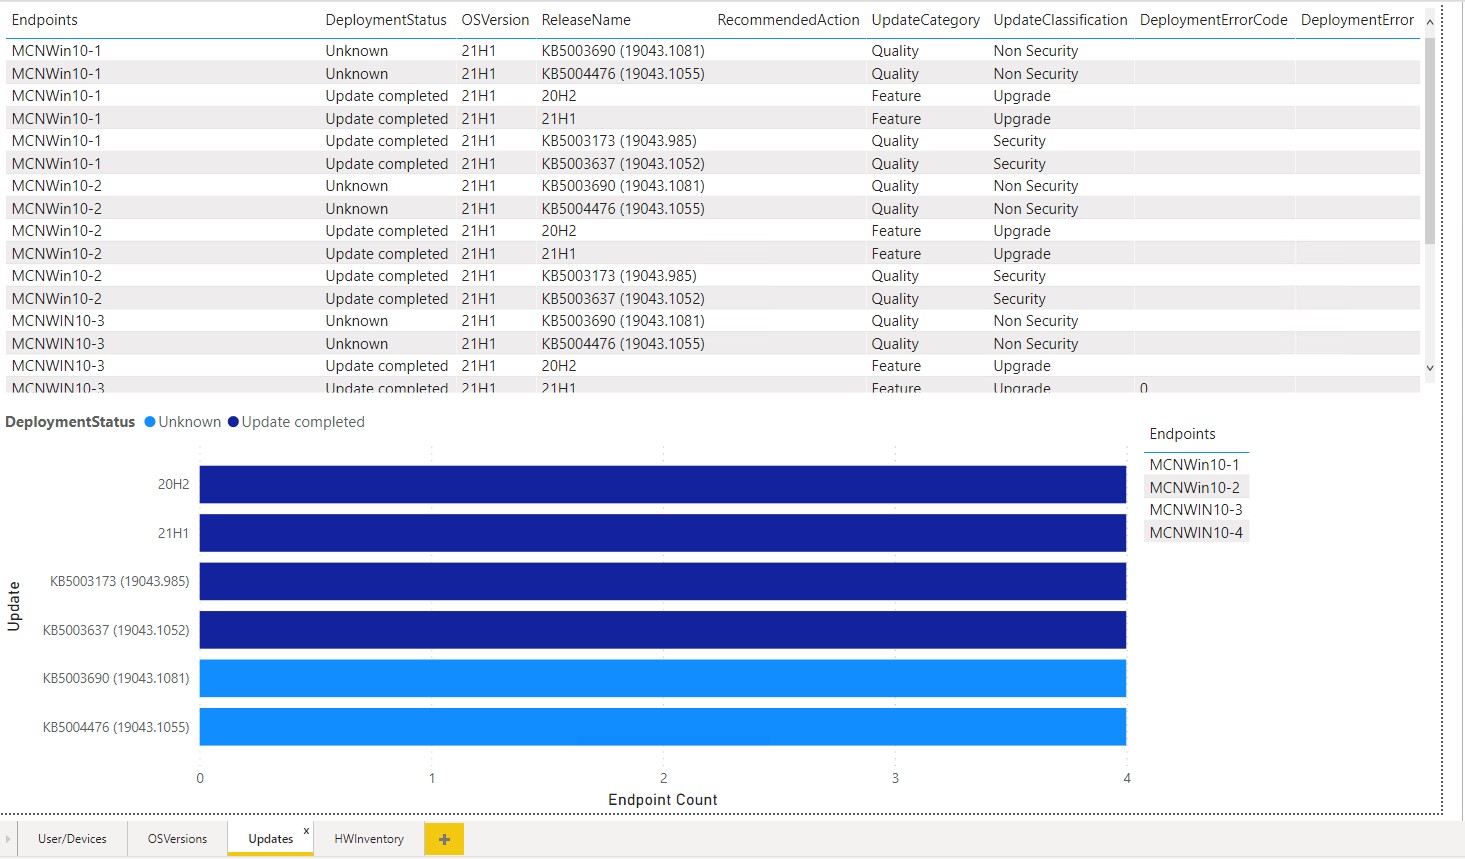 Endpoints DeploymentStatus OSVersion ReleaseName RecommendedAction UpdateCategory UpdateClassification DeploymentErrorCode DeploymentError
MCNWin10-1 Unknown 21H1 KB5003690 (19043.1081) Quality Non Security
MCNWin10-1 Unknown 21H1 KB5004476 (19043.1055) Quality Non Security
MCNWin10-1 Update completed 21H1 20H2 Feature Upgrade
MCNWin10-1 Update completed 21H1 21H1 Feature Upgrade
MCNWin10-1 Update completed 21H1 KB5003173 (19043.985) Quality Security
MCNWin10-1 Update completed 21H1 KB5003637 (19043.1052) Quality Security
MCNWin10-2 Unknown 21H1 KB5003690 (19043.1081) Quality Non Security
MCNWin10-2 Unknown 21H1 KB5004476 (19043.1055) Quality Non Security
MCNWin10-2 Update completed 21H1 20H2 Feature Upgrade
MCNWin10-2 Update completed 21H1 21H1 Feature Upgrade
MCNWin10-2 Update completed 21H1 KB5003173 (19043.985) Quality Security
MCNWin10-2 Update completed 21H1 KB5003637 (19043.1052) Quality Security
MCNWIN10-3 Unknown 21H1 KB5003690 (19043.1081) Quality Non Security
MCNWIN10-3 Unknown 21H1 KB5004476 (19043.1055) Quality Non Security
MCNWIN10-3 Update completed 21H1 20H2 Feature Upgrade
MCNWIN10-3 Update completed 21H1 21H1 Feature Upgrade 0
DeploymentStatus Unknown Update completed
Update
20H2
21H1
KB5003173 (19043.985)
KB5003637 (19043.1052)
KB5003690 (19043.1081)
KB5004476 (19043.1055)
0 1 2 3 4
Endpoint Count
Endpoints
MCNWin10-1
MCNWin10-2
MCNWIN10-3
MCNWIN10-4
User/Devices OSVersions Updates x HWInventory +